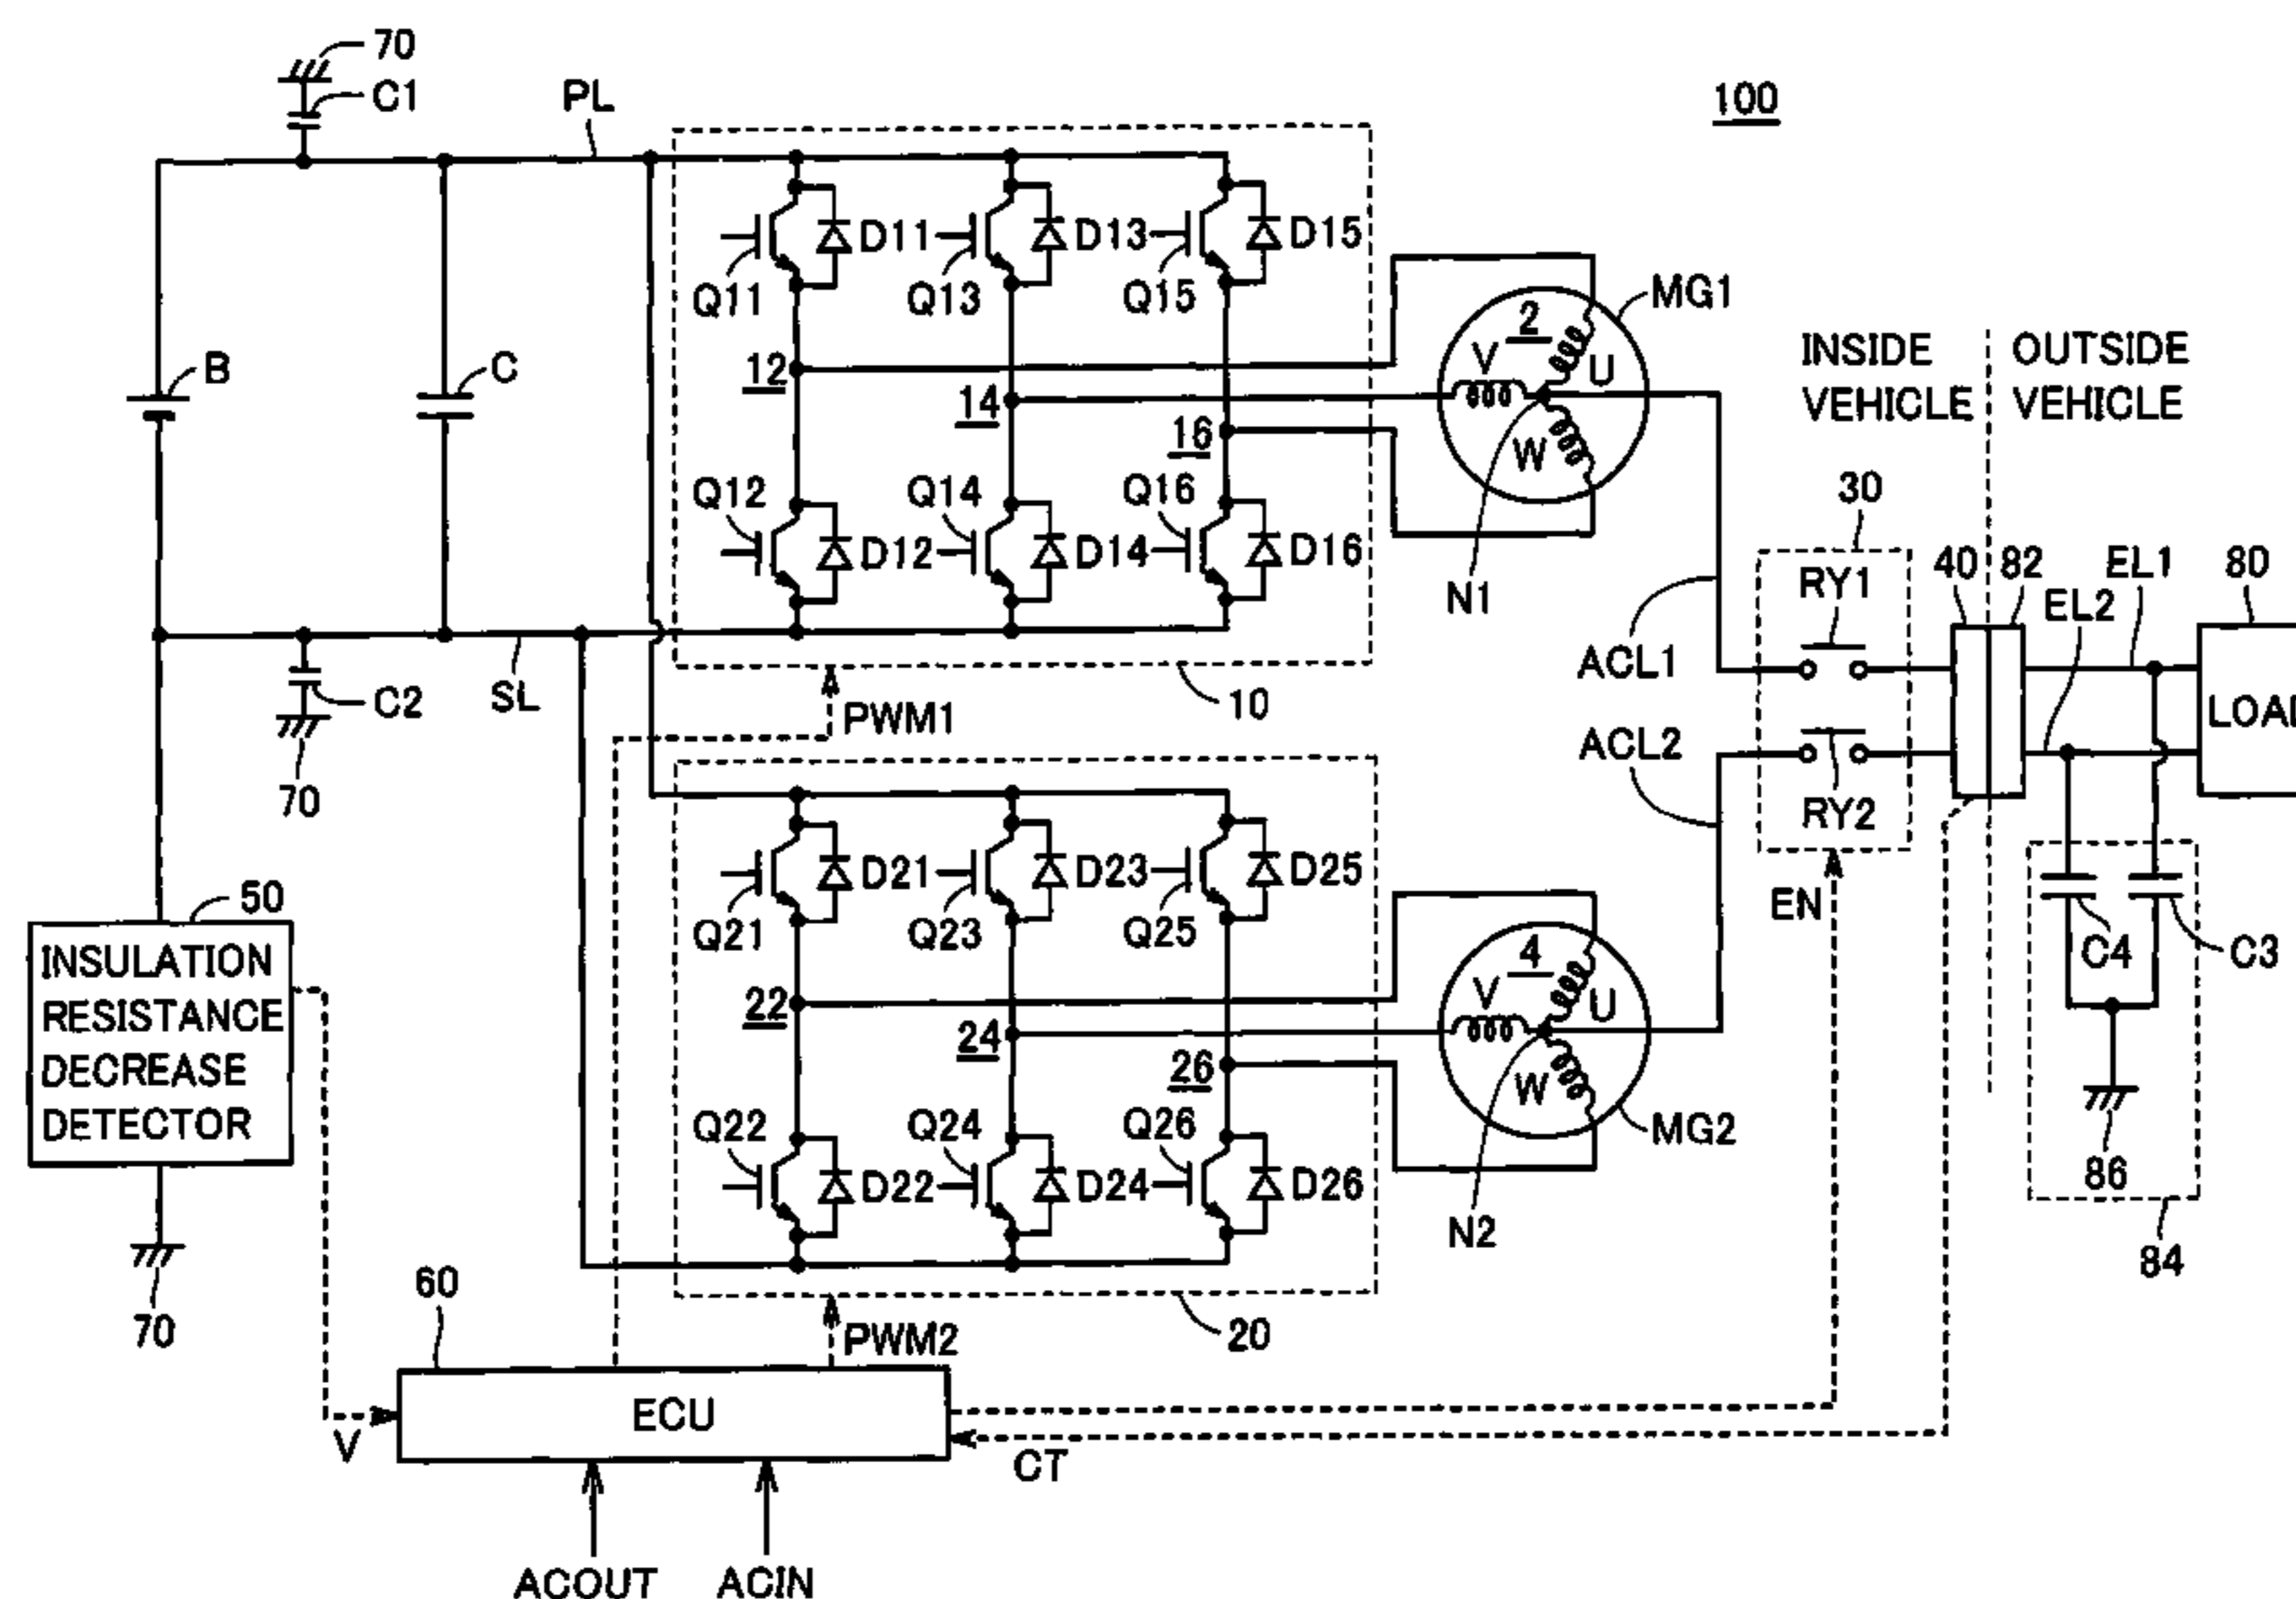 70
C1
PL
100
D11
D13
D15
Q11
Q13
Q15
MG1
2
V
U
W
INSIDE
VEHICLE
OUTSIDE
VEHICLE
B
C
12
14
16
Q12
Q14
Q16
D12
D14
D16
N1
30
RY1
40
82
EL1
EL2
80
ACL1
C2
SL
10
PWM1
70
ACL2
RY2
D21
D23
D25
Q21
Q23
Q25
EN
C4
C3
50
INSULATION
RESISTANCE
DECREASE
DETECTOR
22
24
26
4
V
U
W
MG2
Q22
Q24
Q26
D22
D24
D26
N2
86
84
70
60
PWM2
20
ECU
V
CT
ACOUT
ACIN